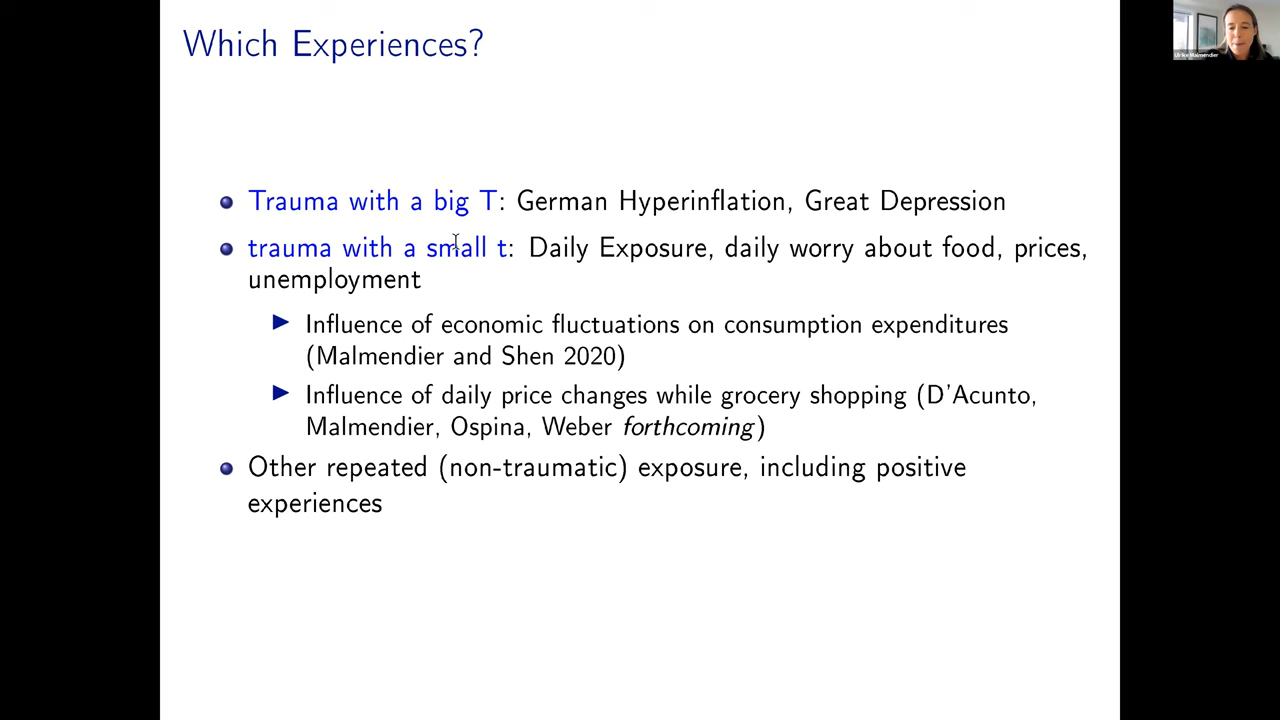 Which Experiences?
Ulrike Malmendier
Trauma with a big T: German Hyperinflation, Great Depression
trauma with a small t: Daily Exposure, daily worry about food, prices,
unemployment
Influence of economic fluctuations on consumption expenditures
(Malmendier and Shen 2020)
Influence of daily price changes while grocery shopping (D'Acunto,
Malmendier, Ospina, Weber forthcoming)
Other repeated (non-traumatic) exposure, including positive
experiences